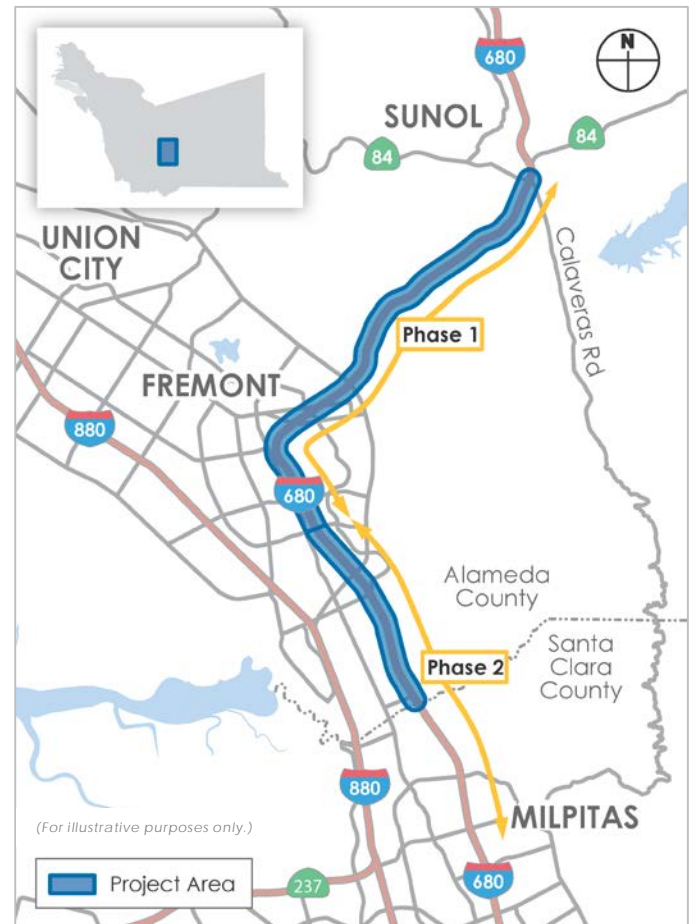 N
680
SUNOL
84
84
UNION
CITY
Calaveras Rd
Phase 1
FREMONT
880
680
Alameda
County
Santa
Clara
County
Phase 2
880
(For illustrative purposes only.)
MILPITAS
Project Area
237
680